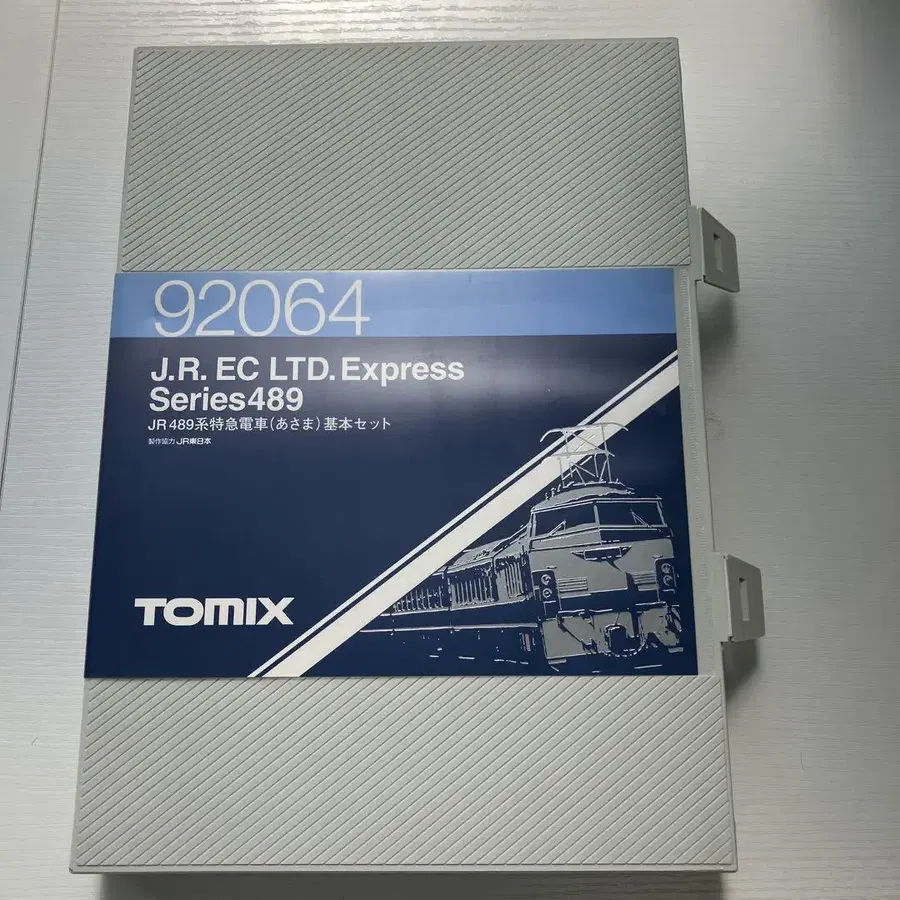 92064
J.R. EC LTD. Express
Series489
JR 489系特急電車(あさま)基本セット
製作協力 JR東日本
TOMIX